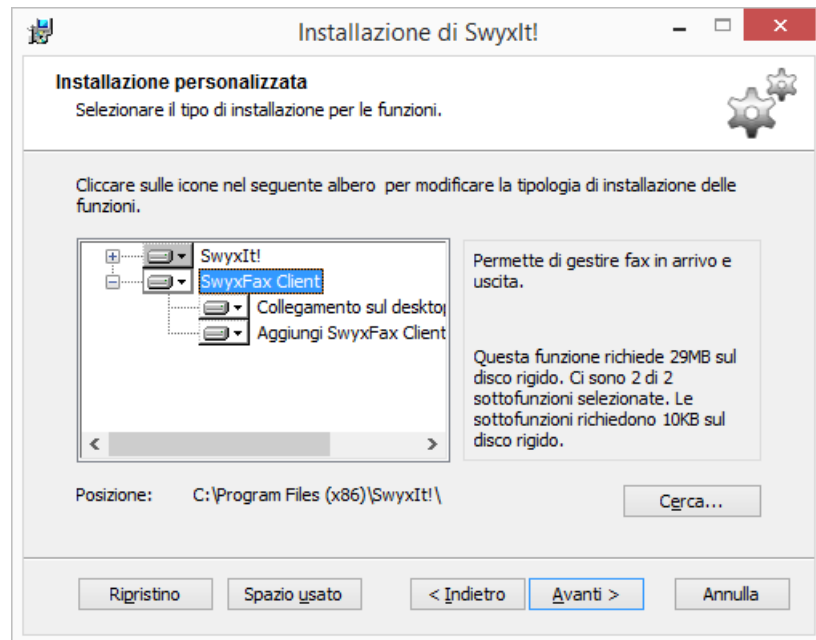 Installazione di SwyxIt!
Installazione personalizzata
Selezionare il tipo di installazione per le funzioni.
Cliccare sulle icone nel seguente albero per modificare la tipologia di installazione delle
funzioni.
SwyxIt!
SwyxFax Client
Collegamento sul deskto
Aggiungi SwyxFax Client
Permette di gestire fax in arrivo e
uscita.
Questa funzione richiede 29MB sul
disco rigido. Ci sono 2 di 2
sottofunzioni selezionate. Le
sottofunzioni richiedono 10KB sul
disco rigido.
Posizione: C:\Program Files (x86)\SwyxIt!\
Cerca...
Ripristino Spazio usato < Indietro Avanti > Annulla